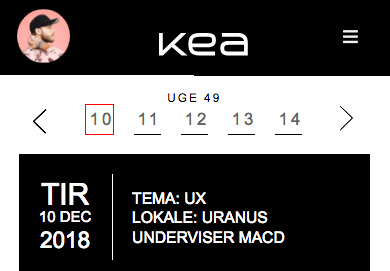 kea
UGE 49
10 11 12 13 14
TIR
10 DEC
2018
TEMA: UX
LOKALE: URANUS
UNDERVISER MACD